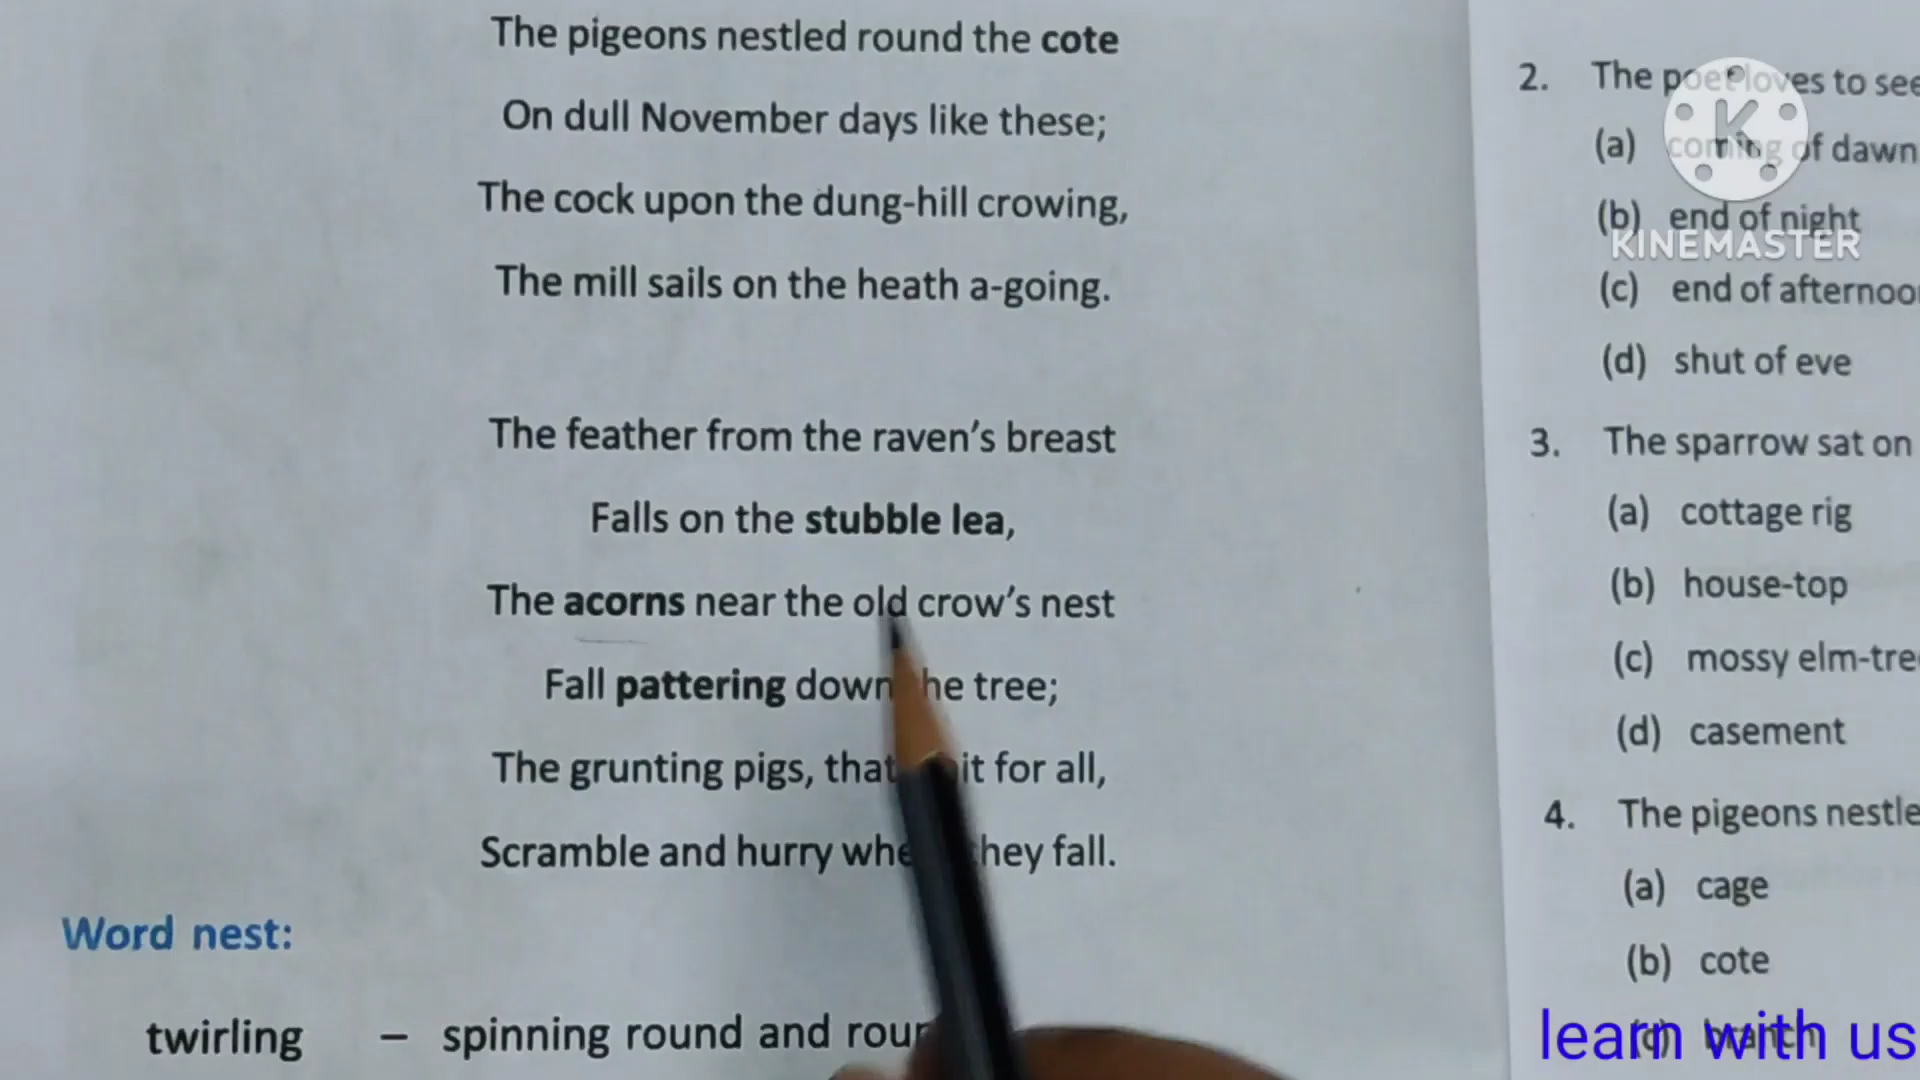 The pigeons nestled round the cote
On dull November days like these;
The cock upon the dung-hill crowing,
The mill sails on the heath a-going.
The feather from the raven's breast
Falls on the stubble lea,
The acorns near the old crow's nest
Fall pattering down the tree;
The grunting pigs, that for all,
Scramble and hurry they fall.
Word nest:
twirling – spinning round and
2. The poet loves to see
(a) coming of dawn
(b) end of night
(c) end of afternoo
(d) shut of eve
3. The sparrow sat on
(a) cottage rig
(b) house-top
(c) mossy elm-tre
(d) casement
4. The pigeons nestle
(a) cage
(b) cote
(c) branch
K
KINEMASTER
learn with us